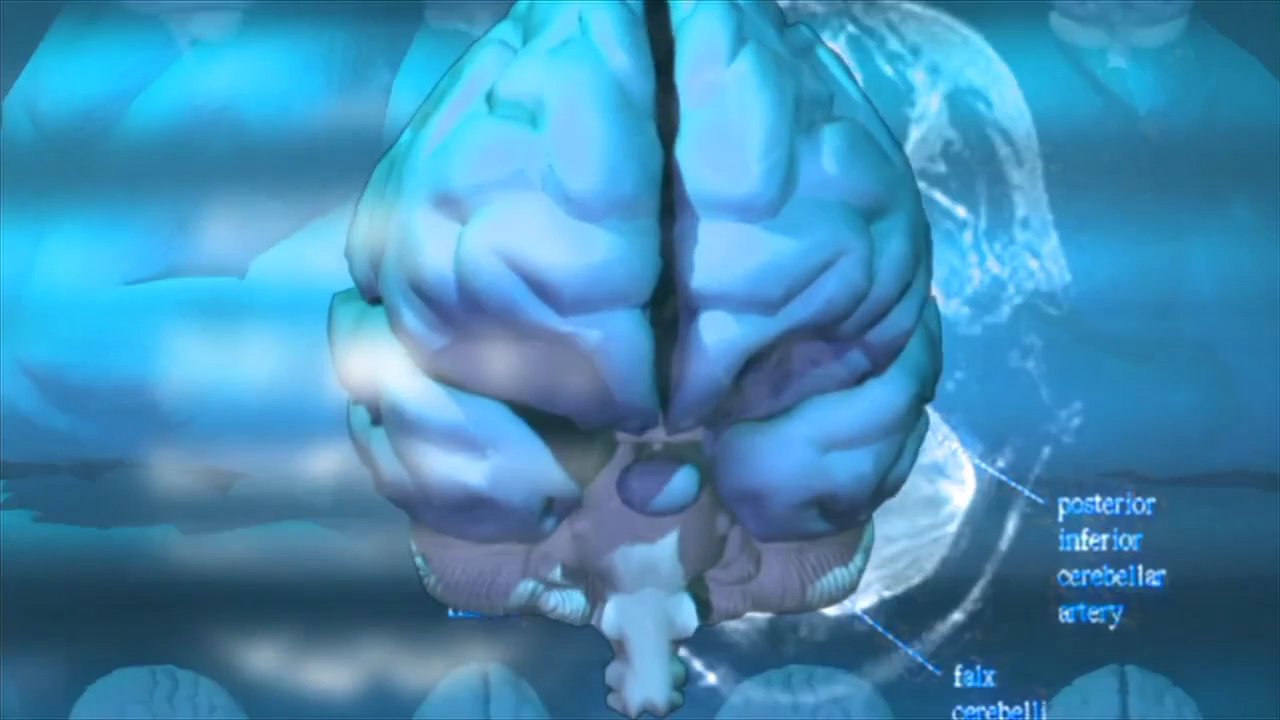 posterior
inferior
cerebellar
artery
falx
cerebelli